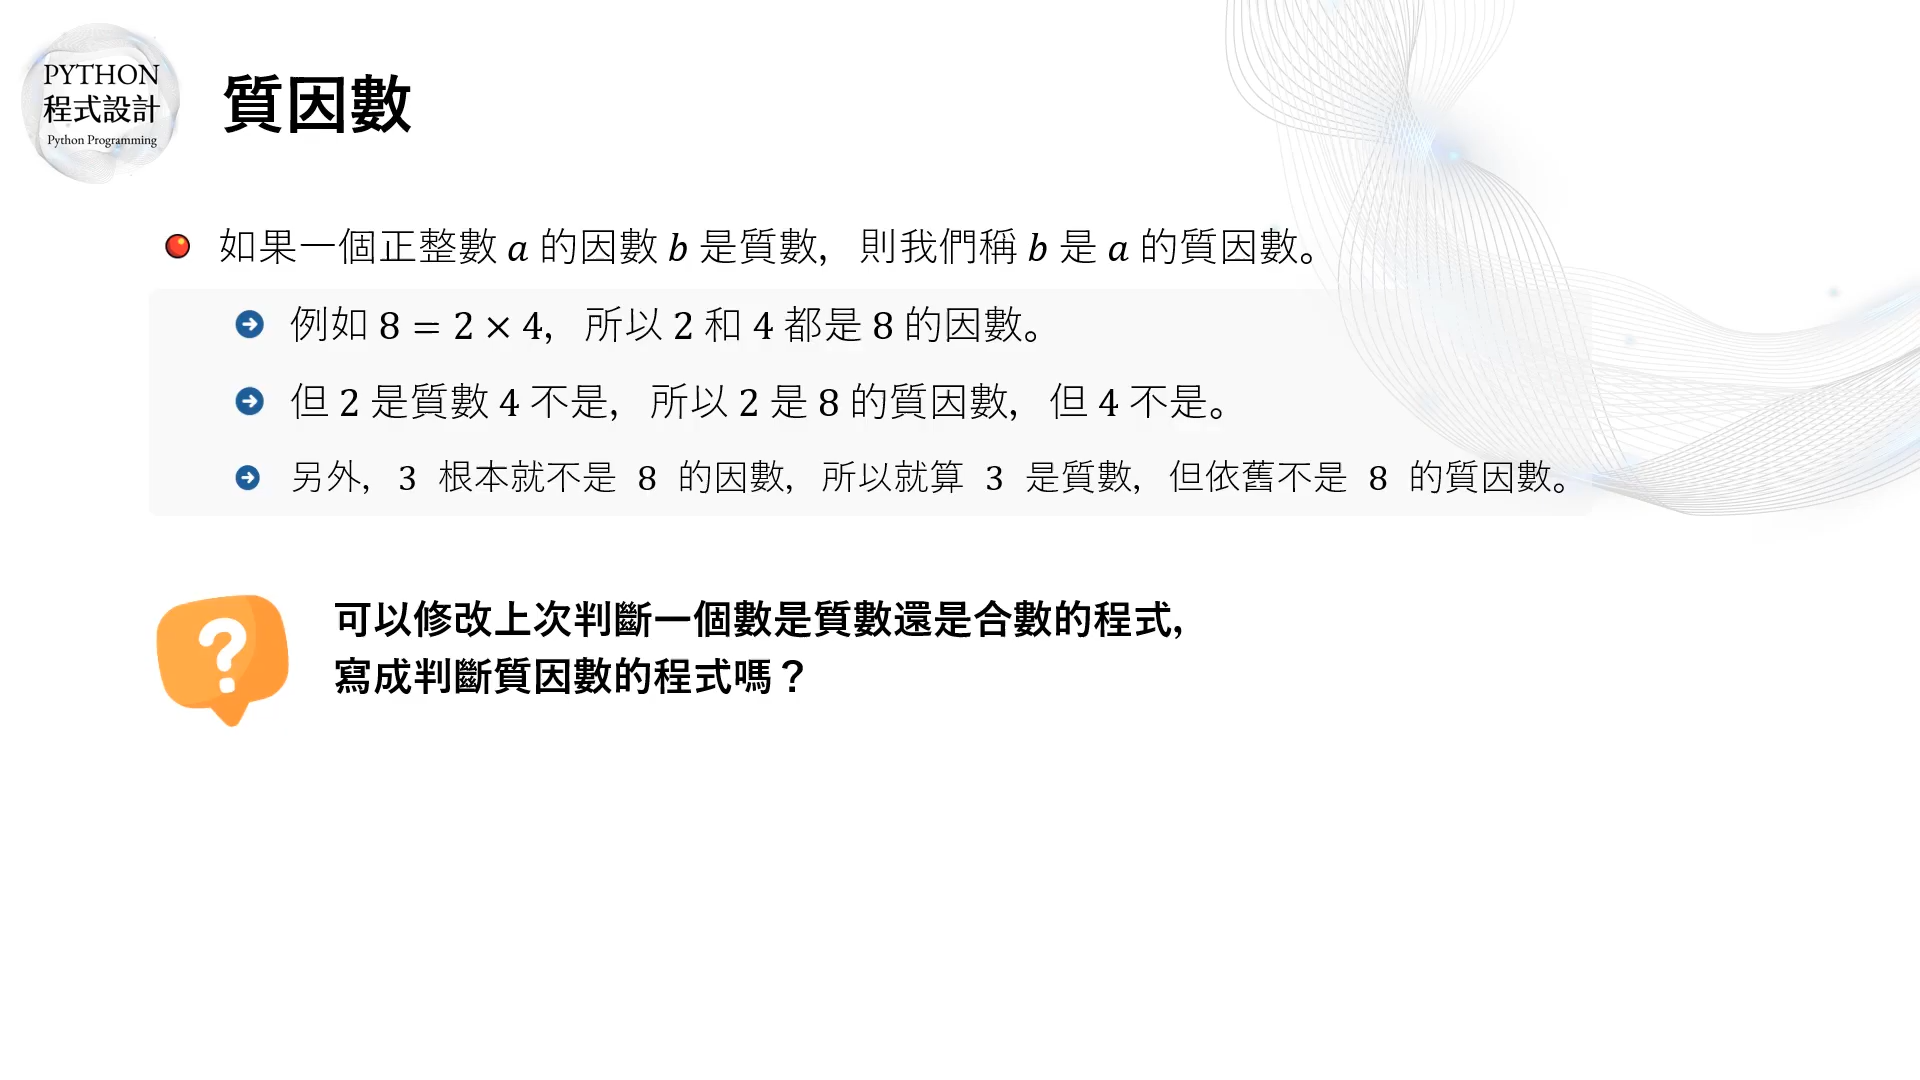 PYTHON
程式設計
Python Programming
質因數
如果一個正整數 a 的因數 b 是質數, 則我們稱 b 是 a 的質因數。
例如 8 = 2 × 4, 所以 2 和 4 都是 8 的因數。
但 2 是質數 4 不是, 所以 2 是 8 的質因數, 但 4 不是。
另外, 3 根本就不是 8 的因數, 所以就算 3 是質數, 但依舊不是 8 的質因數。
可以修改上次判斷一個數是質數還是合數的程式,
寫成判斷質因數的程式嗎？